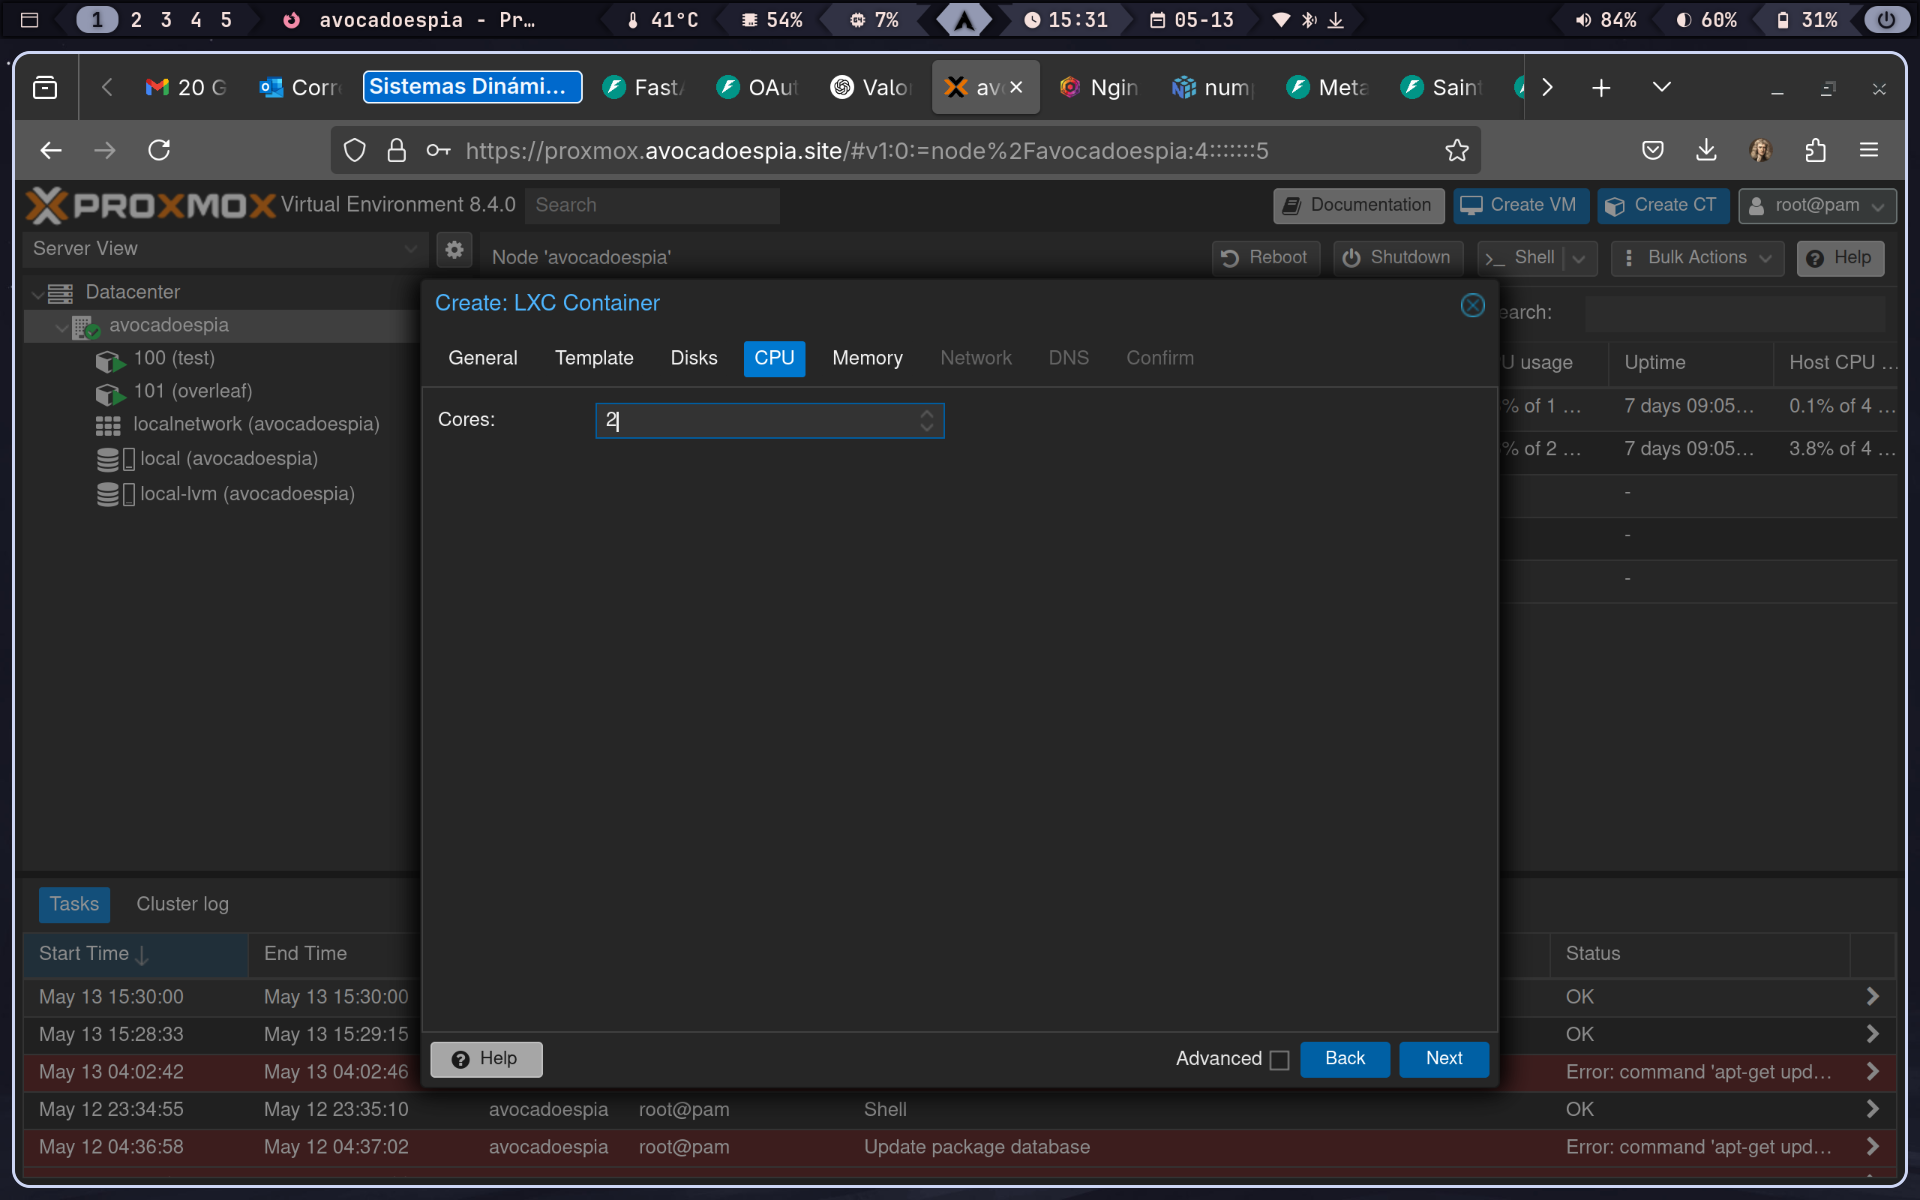 1 2 3 4 5 avocadoespia - Pr... 41°C 54% 7% 15:31 05-13 84% 60% 31%
20 G Corre Sistemas Dinámi... FastA OAut Valo av Ngin num Meta Saint
https://proxmox.avocadoespia.site/#v1:0:=node%2Favocadoespia:4:::::::5
PROXMOX Virtual Environment 8.4.0 Search Documentation Create VM Create CT root@pam
Server View Node 'avocadoespia' Reboot Shutdown Shell Bulk Actions Help
Datacenter
avocadoespia
100 (test)
101 (overleaf)
localnetwork (avocadoespia)
local (avocadoespia)
local-lvm (avocadoespia)
Create: LXC Container
General Template Disks CPU Memory Network DNS Confirm
Cores: 2
Help Advanced Back Next
earch:
U usage Uptime Host CPU ...
% of 1 ... 7 days 09:05... 0.1% of 4 ...
% of 2 ... 7 days 09:05... 3.8% of 4 ...
-
-
-
Tasks Cluster log
Start Time End Time Status
May 13 15:30:00 May 13 15:30:00 OK
May 13 15:28:33 May 13 15:29:15 OK
May 13 04:02:42 May 13 04:02:46 Error: command 'apt-get upd...
May 12 23:34:55 May 12 23:35:10 avocadoespia root@pam Shell OK
May 12 04:36:58 May 12 04:37:02 avocadoespia root@pam Update package database Error: command 'apt-get upd...